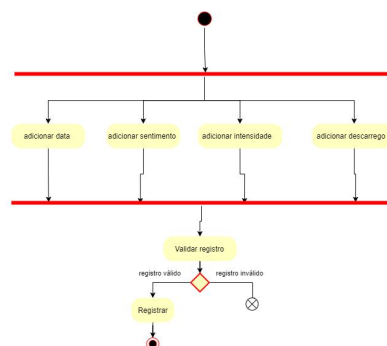 adicionar data
adicionar sentimento
adicionar intensidade
adicionar descarrego
Validar registro
registro válido
registro inválido
Registrar